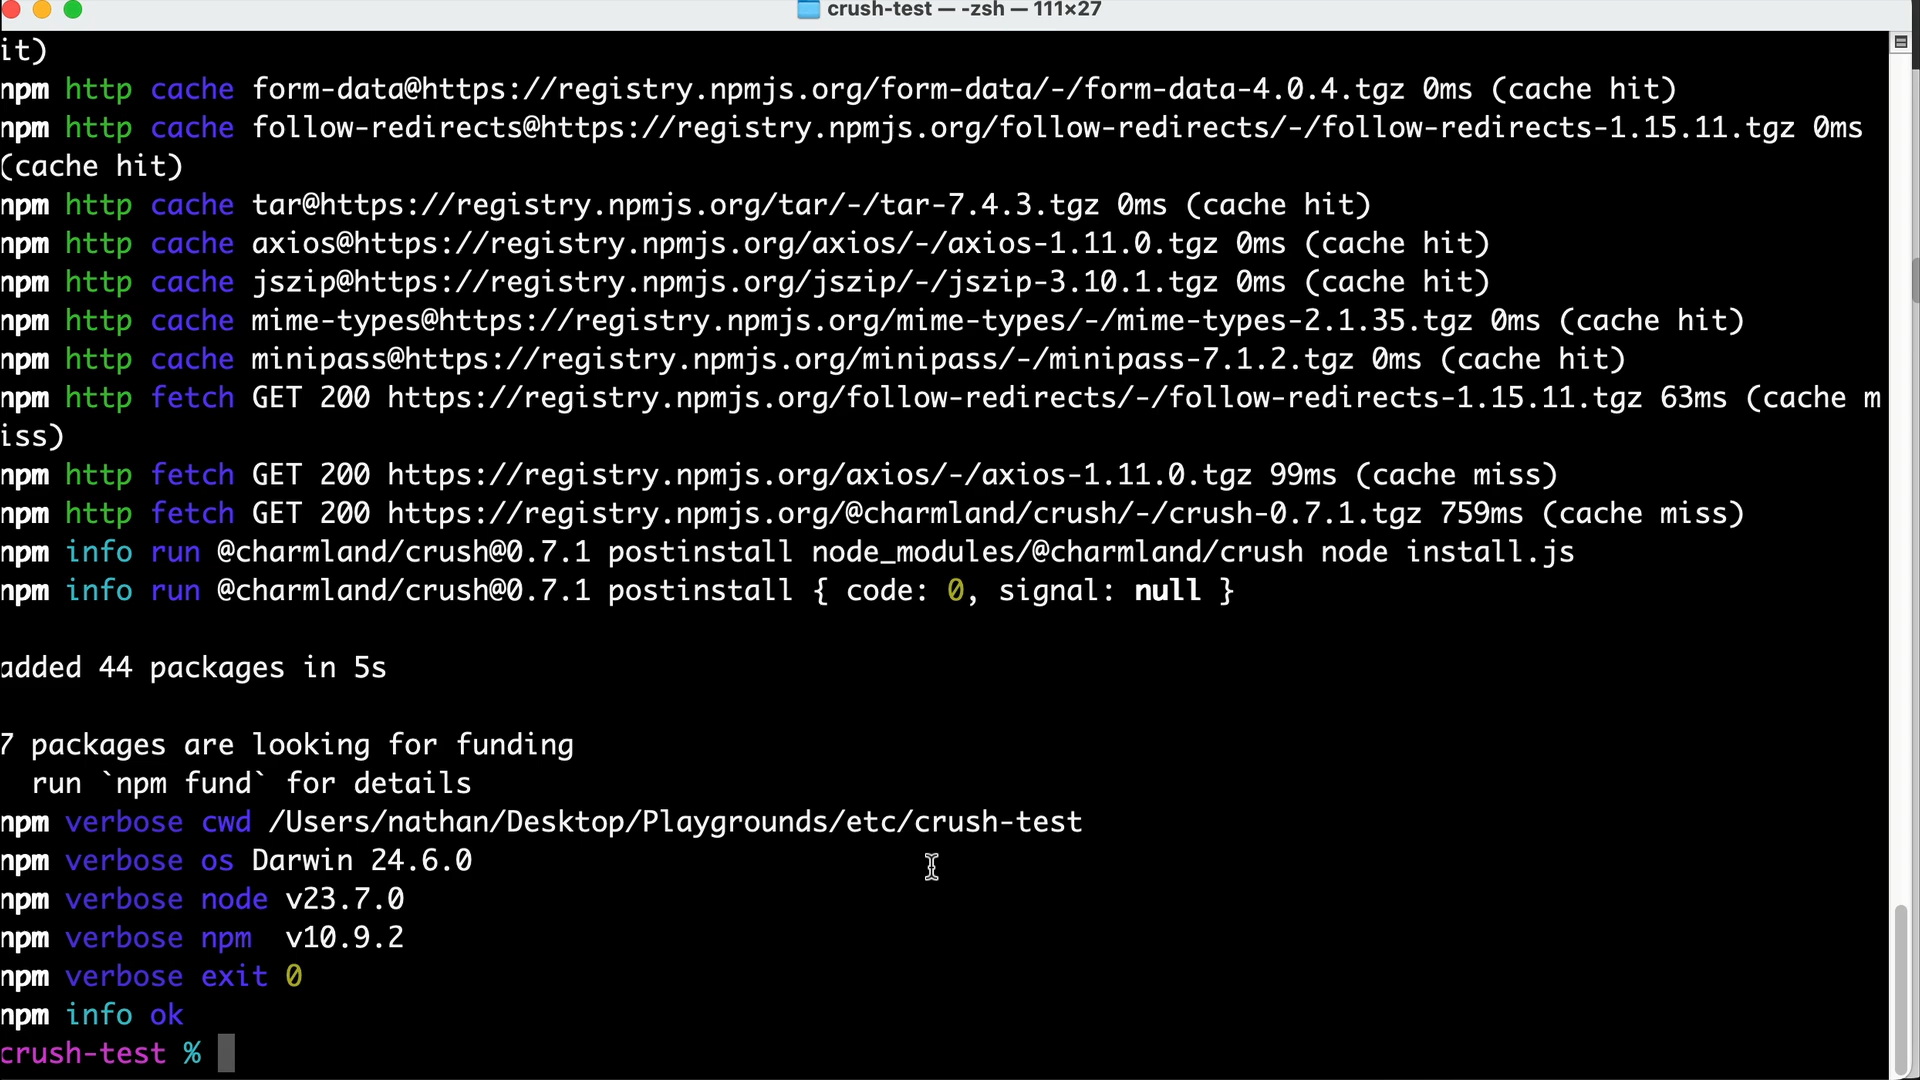 crush-test — -zsh — 111×27
it)
npm http cache form-data@https://registry.npmjs.org/form-data/-/form-data-4.0.4.tgz 0ms (cache hit)
npm http cache follow-redirects@https://registry.npmjs.org/follow-redirects/-/follow-redirects-1.15.11.tgz 0ms
(cache hit)
npm http cache tar@https://registry.npmjs.org/tar/-/tar-7.4.3.tgz 0ms (cache hit)
npm http cache axios@https://registry.npmjs.org/axios/-/axios-1.11.0.tgz 0ms (cache hit)
npm http cache jszip@https://registry.npmjs.org/jszip/-/jszip-3.10.1.tgz 0ms (cache hit)
npm http cache mime-types@https://registry.npmjs.org/mime-types/-/mime-types-2.1.35.tgz 0ms (cache hit)
npm http cache minipass@https://registry.npmjs.org/minipass/-/minipass-7.1.2.tgz 0ms (cache hit)
npm http fetch GET 200 https://registry.npmjs.org/follow-redirects/-/follow-redirects-1.15.11.tgz 63ms (cache m
iss)
npm http fetch GET 200 https://registry.npmjs.org/axios/-/axios-1.11.0.tgz 99ms (cache miss)
npm http fetch GET 200 https://registry.npmjs.org/@charmland/crush/-/crush-0.7.1.tgz 759ms (cache miss)
npm info run @charmland/crush@0.7.1 postinstall node_modules/@charmland/crush node install.js
npm info run @charmland/crush@0.7.1 postinstall { code: 0, signal: null }
added 44 packages in 5s
7 packages are looking for funding
run `npm fund` for details
npm verbose cwd /Users/nathan/Desktop/Playgrounds/etc/crush-test
npm verbose os Darwin 24.6.0
npm verbose node v23.7.0
npm verbose npm  v10.9.2
npm verbose exit 0
npm info ok
crush-test %